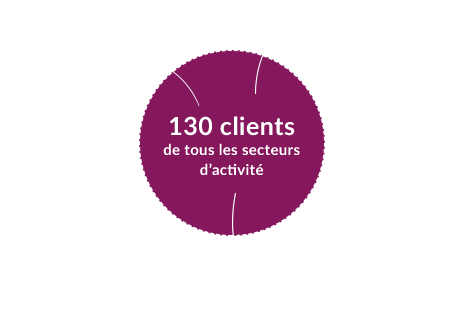 130 clients
de tous les secteurs
d’activité